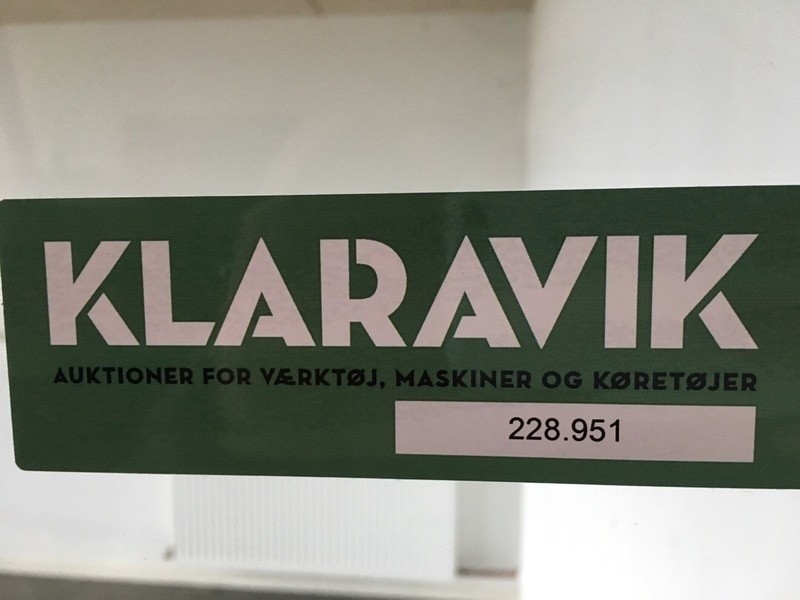 KLARAVIK
AUKTIONER FOR VÆRKTØJ, MASKINER OG KØRETØJER
228.951